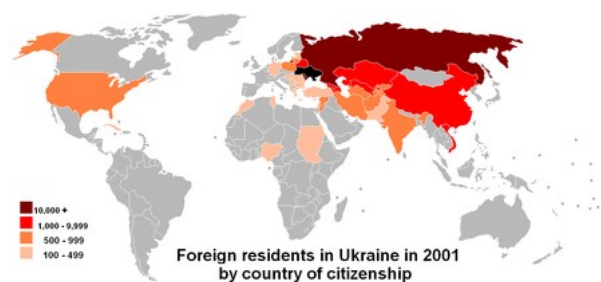 10,000 +
1,000 - 9,999
500 - 999
100 - 499
Foreign residents in Ukraine in 2001
by country of citizenship